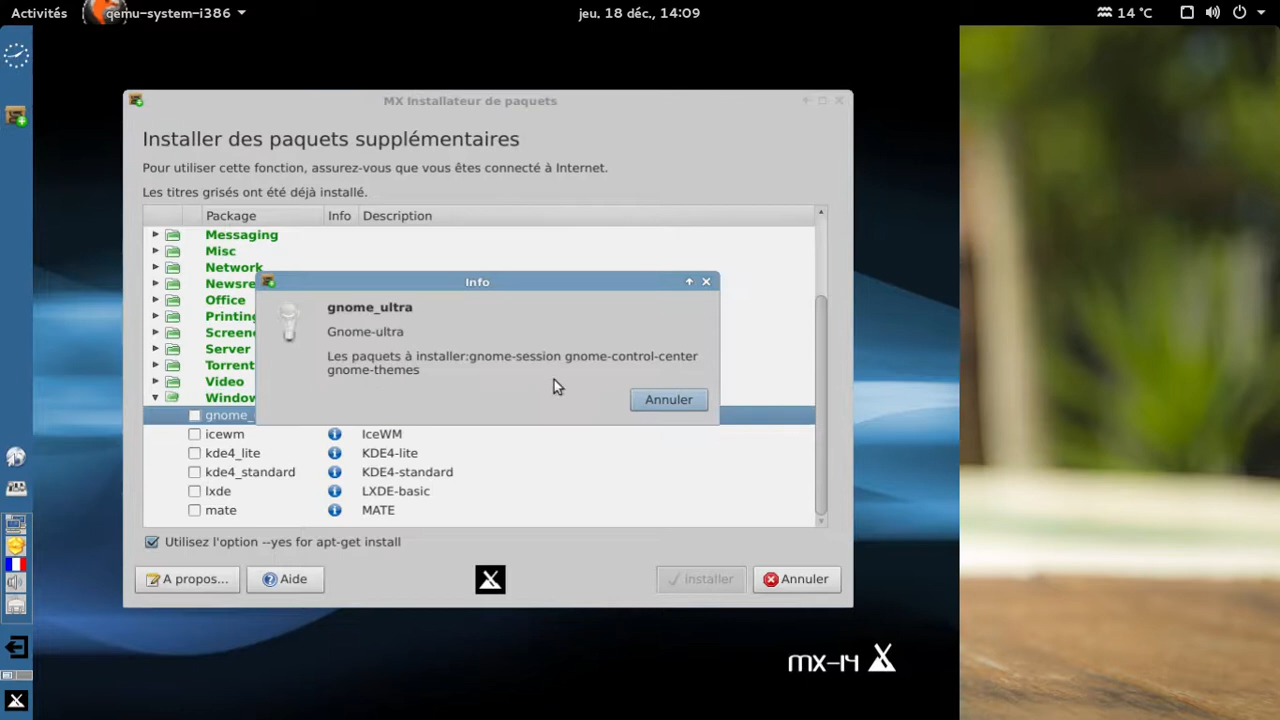 Activités
qemu-system-i386
jeu. 18 déc., 14:09
14 °C
MX Installateur de paquets
Installer des paquets supplémentaires
Pour utiliser cette fonction, assurez-vous que vous êtes connecté à Internet.
Les titres grisés ont été déjà installé.
Package Info Description
Messaging
Misc
Network
Newsre
Office
Printing
Screen
Server
Torrent
Video
Window
Info
gnome_ultra
Gnome-ultra
Les paquets à installer:gnome-session gnome-control-center
gnome-themes
Annuler
gnome_
icewm IceWM
kde4_lite KDE4-lite
kde4_standard KDE4-standard
lxde LXDE-basic
mate MATE
Utilisez l'option --yes for apt-get install
A propos...
Aide
Installer
Annuler
mx-14